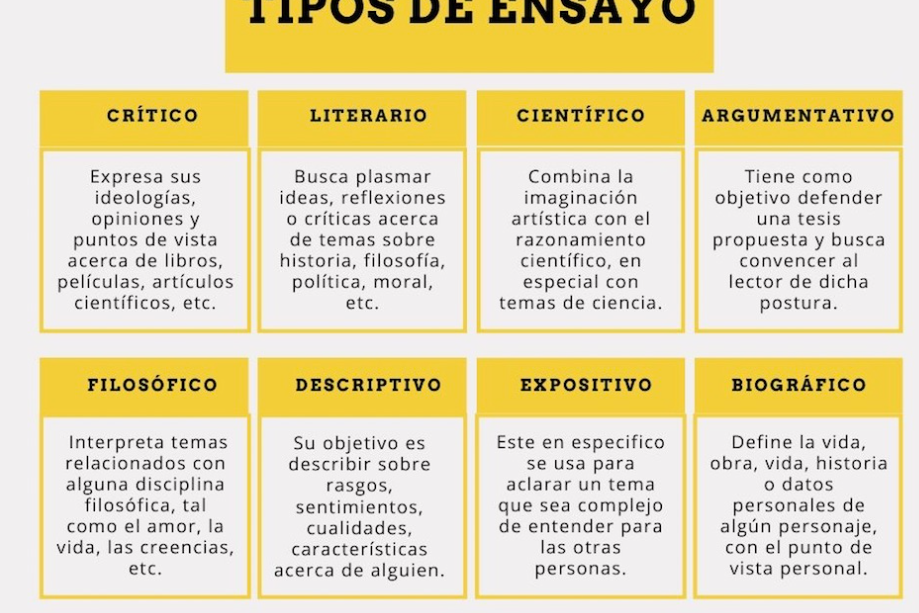 TIPOS DE ENSAYO
CRÍTICO
Expresa sus
ideologías,
opiniones y
puntos de vista
acerca de libros,
películas, artículos
científicos, etc.
LITERARIO
Busca plasmar
ideas, reflexiones
o críticas acerca
de temas sobre
historia, filosofía,
política, moral,
etc.
CIENTÍFICO
Combina la
imaginación
artística con el
razonamiento
científico, en
especial con
temas de ciencia.
ARGUMENTATIVO
Tiene como
objetivo defender
una tesis
propuesta y busca
convencer al
lector de dicha
postura.
FILOSÓFICO
Interpreta temas
relacionados con
alguna disciplina
filosófica, tal
como el amor, la
vida, las creencias,
etc.
DESCRIPTIVO
Su objetivo es
describir sobre
rasgos,
sentimientos,
cualidades,
características
acerca de alguien.
EXPOSITIVO
Este en especifico
se usa para
aclarar un tema
que sea complejo
de entender para
las otras
personas.
BIOGRÁFICO
Define la vida,
obra, vida, historia
o datos
personales de
algún personaje,
con el punto de
vista personal.